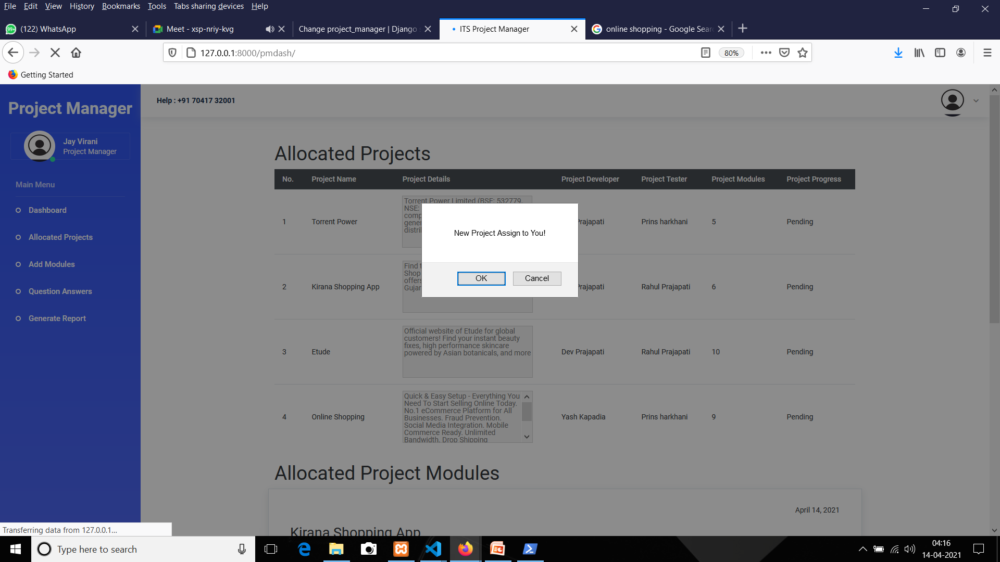 File Edit View History Bookmarks Tools Tabs sharing devices Help
99+ (122) WhatsApp
Meet - xsp-nriy-kvg
Change project_manager | Django
ITS Project Manager
online shopping - Google Sear
127.0.0.1:8000/pmdash/
80%
Getting Started
Project Manager
Jay Virani
Project Manager
Main Menu
Dashboard
Allocated Projects
Add Modules
Question Answers
Generate Report
Help : +91 70417 32001
Allocated Projects
No. Project Name Project Details Project Developer Project Tester Project Modules Project Progress
1 Torrent Power
Torrent Power Limited (BSE: 532779,
NSE:
comp
gener
distri
Prajapati Prins harkhani 5 Pending
2 Kirana Shopping App
Find t
Shop
offers
Gujar
Prajapati Rahul Prajapati 6 Pending
3 Etude
Official website of Etude for global
customers! Find your instant beauty
fixes, high performance skincare
powered by Asian botanicals, and more
Dev Prajapati Rahul Prajapati 10 Pending
4 Online Shopping
Quick & Easy Setup - Everything You
Need To Start Selling Online Today.
No.1 eCommerce Platform for All
Businesses. Fraud Prevention.
Social Media Integration. Mobile
Commerce Ready. Unlimited
Bandwidth. Drop Shipping
Yash Kapadia Prins harkhani 9 Pending
New Project Assign to You!
OK Cancel
Allocated Project Modules
April 14, 2021
Kirana Shopping App
Transferring data from 127.0.0.1...
Type here to search
04:16
14-04-2021